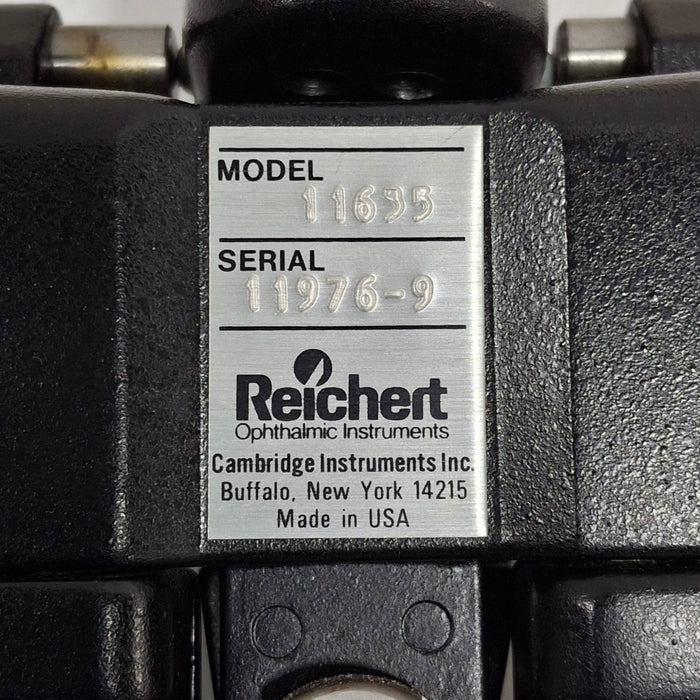 MODEL
11635
SERIAL
11976-9
Reichert
Ophthalmic Instruments
Cambridge Instruments Inc.
Buffalo, New York 14215
Made in USA